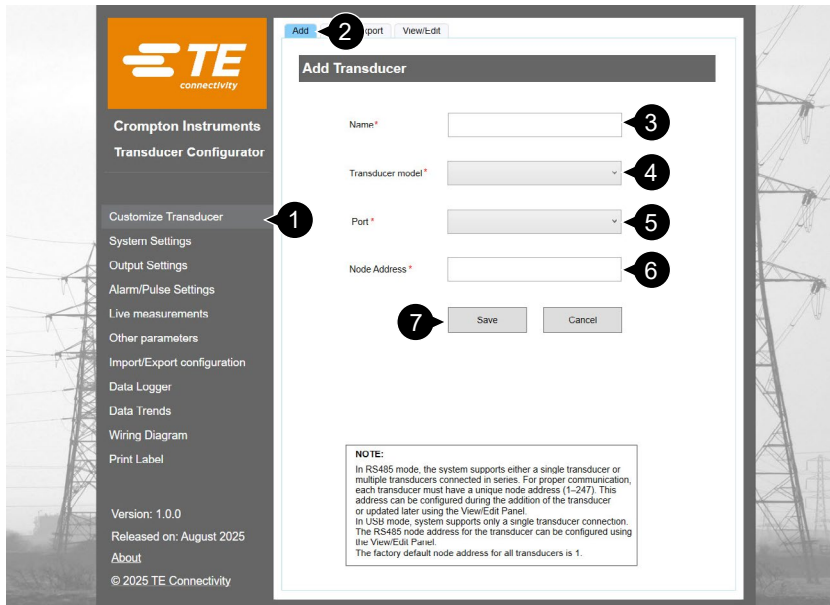 TE
connectivity
Crompton Instruments
Transducer Configurator
Customize Transducer
System Settings
Output Settings
Alarm/Pulse Settings
Live measurements
Other parameters
Import/Export configuration
Data Logger
Data Trends
Wiring Diagram
Print Label
Version: 1.0.0
Released on: August 2025
About
© 2025 TE Connectivity
1
Add 2 port View/Edit
Add Transducer
Name* 3
Transducer model* 4
Port * 5
Node Address * 6
7 Save Cancel
NOTE:
In RS485 mode, the system supports either a single transducer or
multiple transducers connected in series. For proper communication,
each transducer must have a unique node address (1–247). This
address can be configured during the addition of the transducer
or updated later using the View/Edit Panel.
In USB mode, system supports only a single transducer connection.
The RS485 node address for the transducer can be configured using
the View/Edit Panel.
The factory default node address for all transducers is 1.